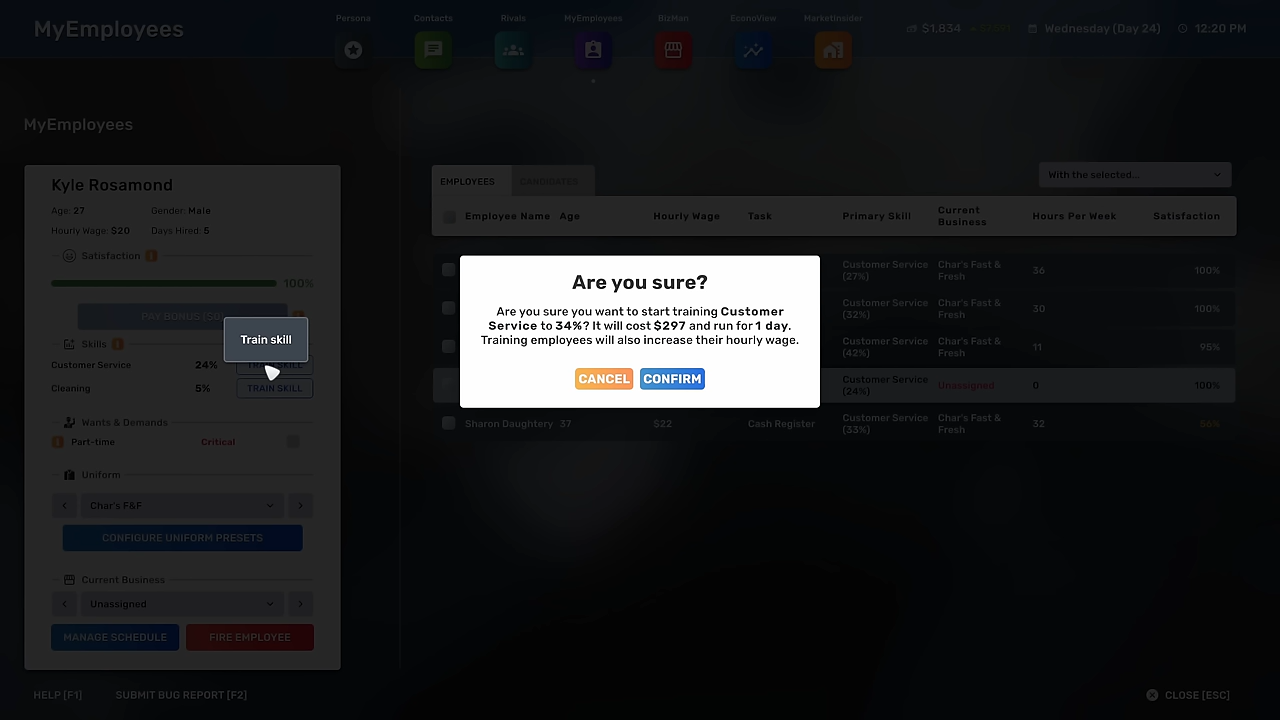 MyEmployees
Persona
Contacts
Rivals
MyEmployees
BizMan
EconoView
MarketInsider
$1,834
Wednesday (Day 24)
12:20 PM
MyEmployees
Kyle Rosamond
Age: 27
Gender: Male
Hourly Wage: $20
Days Hired: 5
Satisfaction
100%
PAY BONUS ($0)
Train skill
Skills
Customer Service 24% TRAIN SKILL
Cleaning 5% TRAIN SKILL
Wants & Demands
Part-time Critical
Uniform
Char's F&F
CONFIGURE UNIFORM PRESETS
Current Business
Unassigned
MANAGE SCHEDULE
FIRE EMPLOYEE
EMPLOYEES
CANDIDATES
With the selected...
Employee Name
Age
Hourly Wage
Task
Primary Skill
Current
Business
Hours Per Week
Satisfaction
Customer Service
(27%)
Char's Fast &
Fresh
36
100%
Customer Service
(32%)
Char's Fast &
Fresh
30
100%
Customer Service
(42%)
Char's Fast &
Fresh
11
95%
Customer Service
(24%)
Unassigned
0
100%
Sharon Daughtery
37
$22
Cash Register
Customer Service
(33%)
Char's Fast &
Fresh
32
Are you sure?
Are you sure you want to start training Customer
Service to 34%? It will cost $297 and run for 1 day.
Training employees will also increase their hourly wage.
CANCEL
CONFIRM
HELP [F1]
SUBMIT BUG REPORT [F2]
CLOSE [ESC]